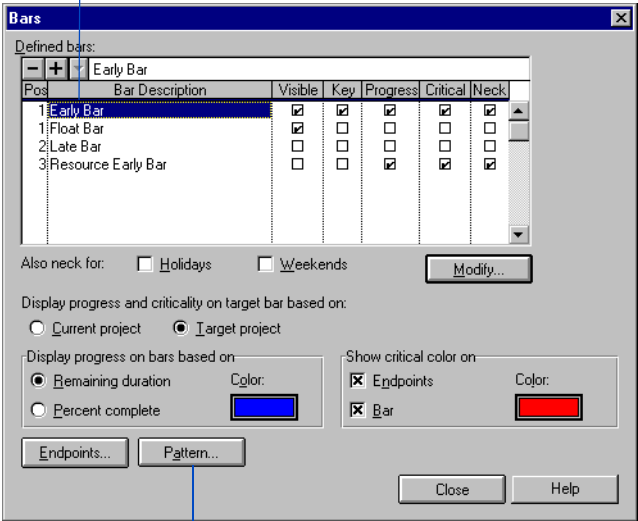 Bars
Defined bars:
Early Bar
Pos Bar Description Visible Key Progress Critical Neck
1 Early Bar
1 Float Bar
2 Late Bar
3 Resource Early Bar
Also neck for: Holidays Weekends Modify...
Display progress and criticality on target bar based on:
Current project Target project
Display progress on bars based on Show critical color on
Remaining duration Color: Endpoints Color:
Percent complete Bar
Endpoints... Pattern...
Close Help